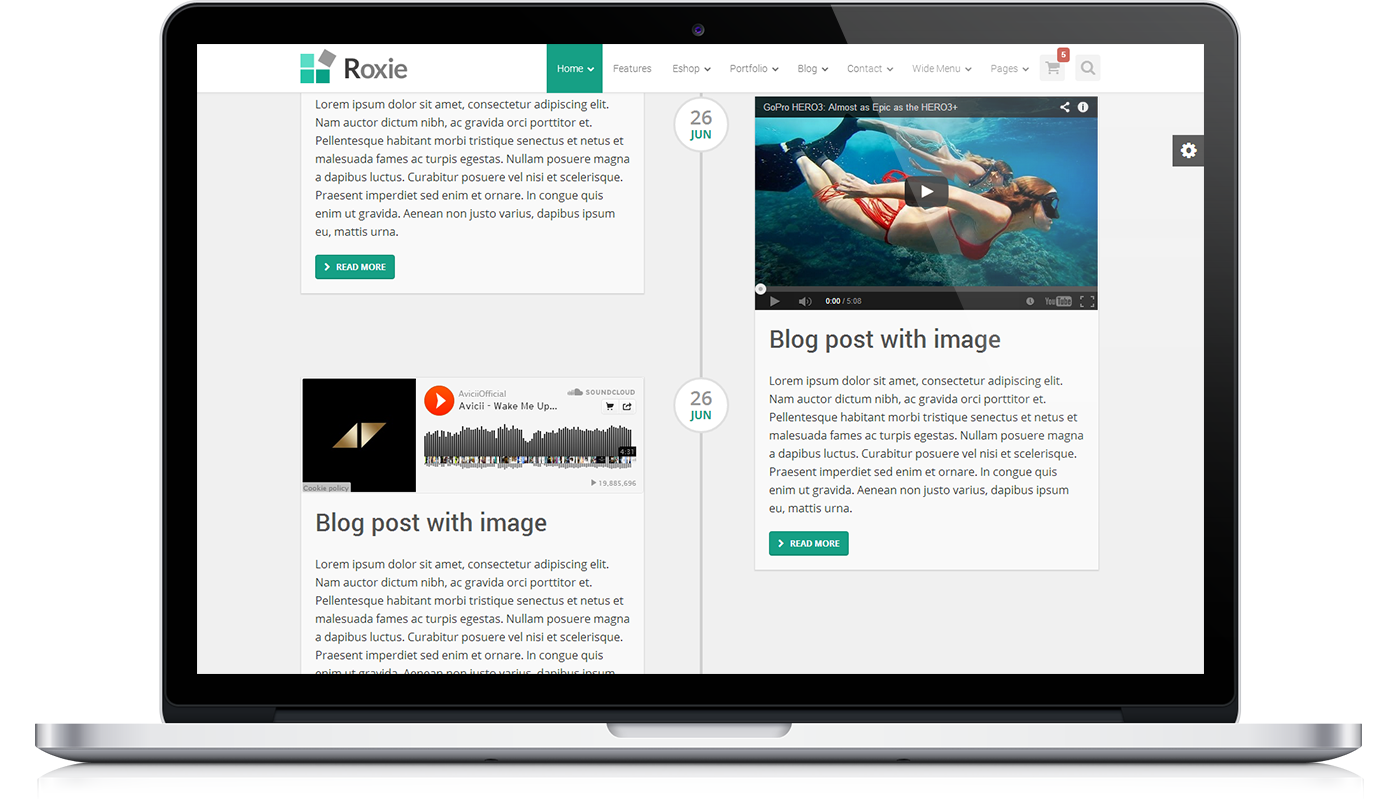 Roxie
Home
Features
Eshop
Portfolio
Blog
Contact
Wide Menu
Pages
5
Lorem ipsum dolor sit amet, consectetur adipiscing elit.
Nam auctor dictum nibh, ac gravida orci porttitor et.
Pellentesque habitant morbi tristique senectus et netus et
malesuada fames ac turpis egestas. Nullam posuere magna
a dapibus luctus. Curabitur posuere vel nisi et scelerisque.
Praesent imperdiet sed enim et ornare. In congue quis
enim ut gravida. Aenean non justo varius, dapibus ipsum
eu, mattis urna.
READ MORE
26
JUN
GoPro HERO3: Almost as Epic as the HERO3+
0:00 / 5:08
YouTube
Blog post with image
Lorem ipsum dolor sit amet, consectetur adipiscing elit.
Nam auctor dictum nibh, ac gravida orci porttitor et.
Pellentesque habitant morbi tristique senectus et netus et
malesuada fames ac turpis egestas. Nullam posuere magna
a dapibus luctus. Curabitur posuere vel nisi et scelerisque.
Praesent imperdiet sed enim et ornare. In congue quis
enim ut gravida. Aenean non justo varius, dapibus ipsum
eu, mattis urna.
READ MORE
26
JUN
AviciiOfficial
SOUNDCLOUD
Avicii - Wake Me Up...
4:31
Cookie policy
19,885,696
Blog post with image
Lorem ipsum dolor sit amet, consectetur adipiscing elit.
Nam auctor dictum nibh, ac gravida orci porttitor et.
Pellentesque habitant morbi tristique senectus et netus et
malesuada fames ac turpis egestas. Nullam posuere magna
a dapibus luctus. Curabitur posuere vel nisi et scelerisque.
Praesent imperdiet sed enim et ornare. In congue quis
enim ut gravida. Aenean non justo varius, dapibus ipsum